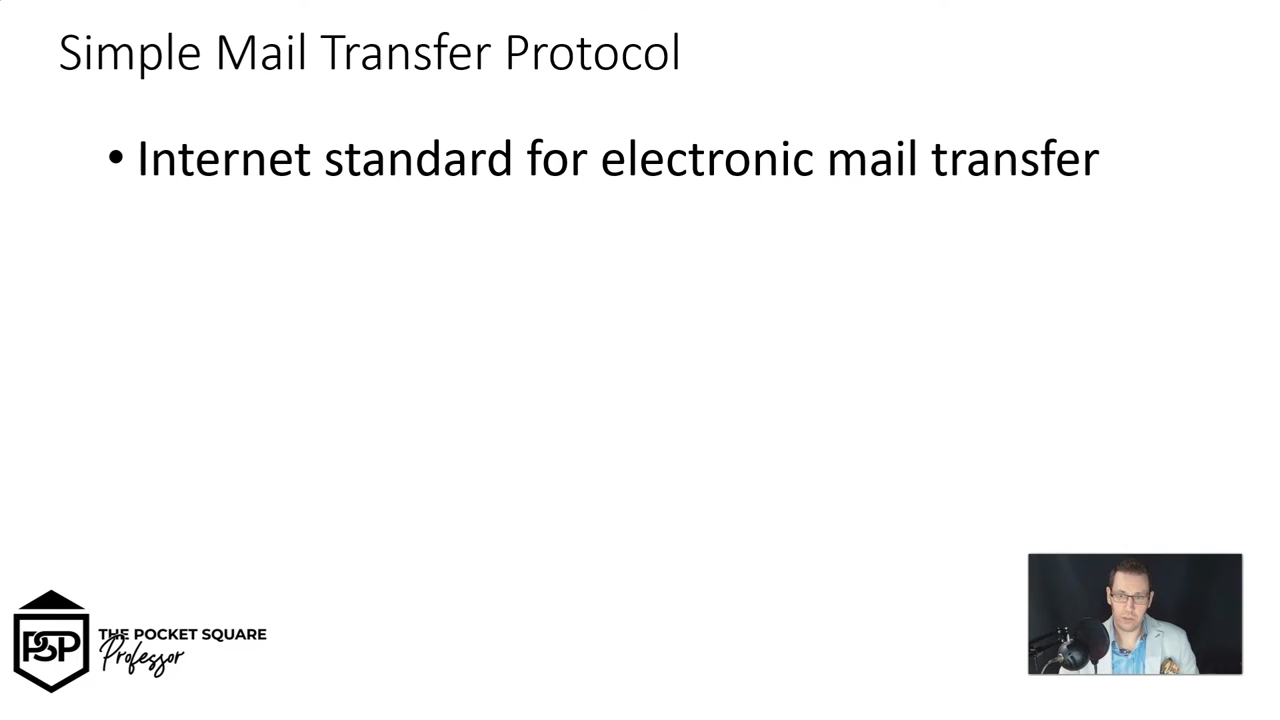 Simple Mail Transfer Protocol
• Internet standard for electronic mail transfer
PSP
THE POCKET SQUARE
Professor